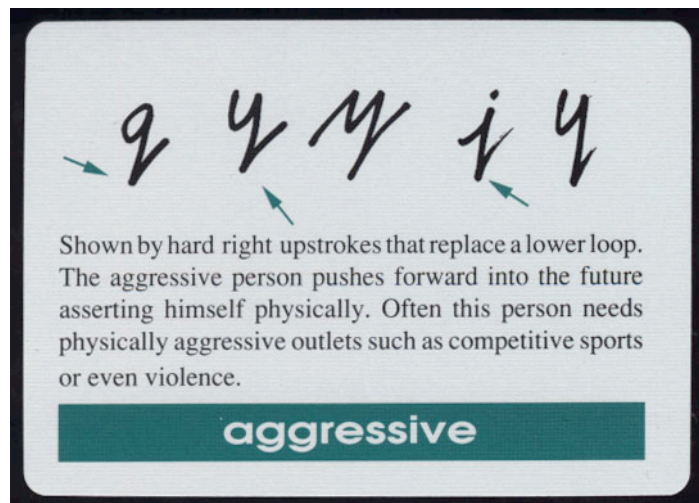 q y y j y
Shown by hard right upstrokes that replace a lower loop.
The aggressive person pushes forward into the future
asserting himself physically. Often this person needs
physically aggressive outlets such as competitive sports
or even violence.
aggressive